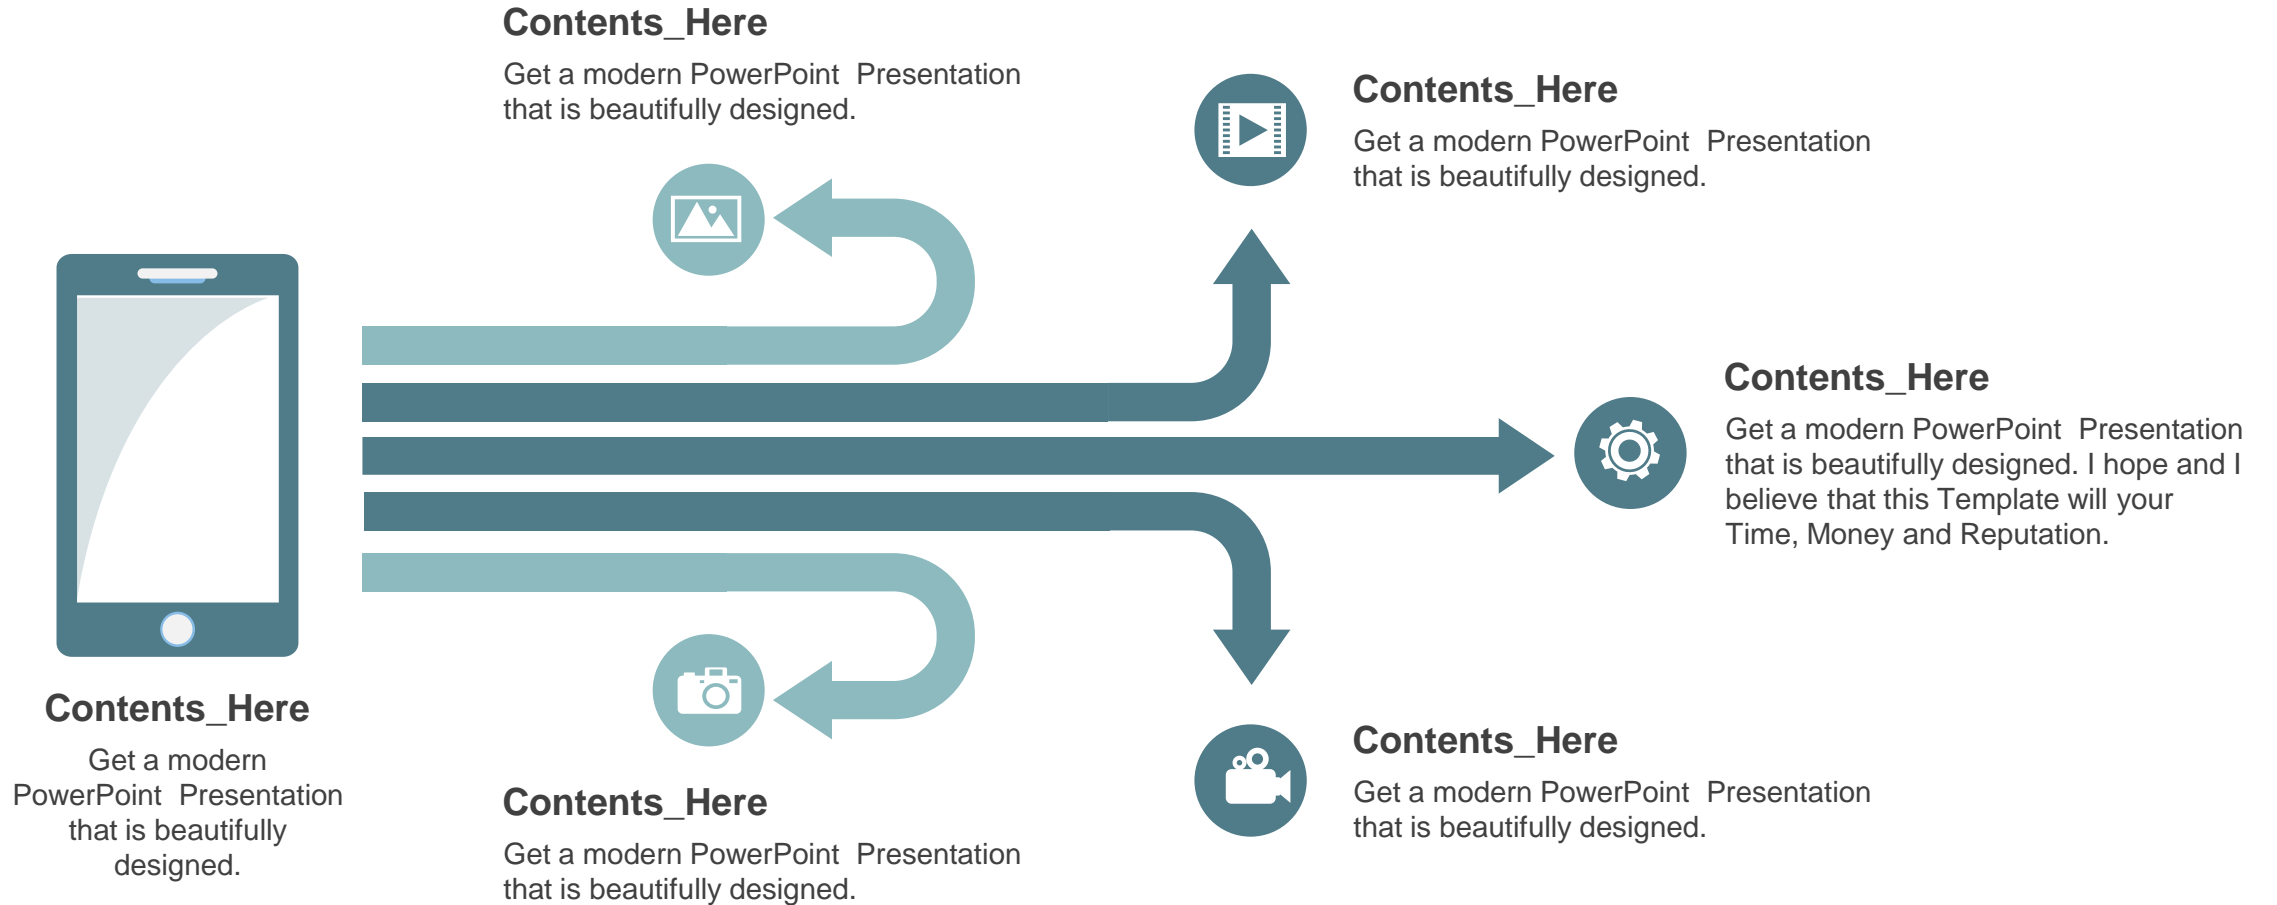 Contents_Here
Get a modern PowerPoint  Presentation
that is beautifully designed.
Contents_Here
Get a modern PowerPoint  Presentation
that is beautifully designed.
Contents_Here
Get a modern PowerPoint  Presentation
that is beautifully designed. I hope and I
believe that this Template will your
Time, Money and Reputation.
Contents_Here
Get a modern
PowerPoint  Presentation
that is beautifully
designed.
Contents_Here
Get a modern PowerPoint  Presentation
that is beautifully designed.
Contents_Here
Get a modern PowerPoint  Presentation
that is beautifully designed.